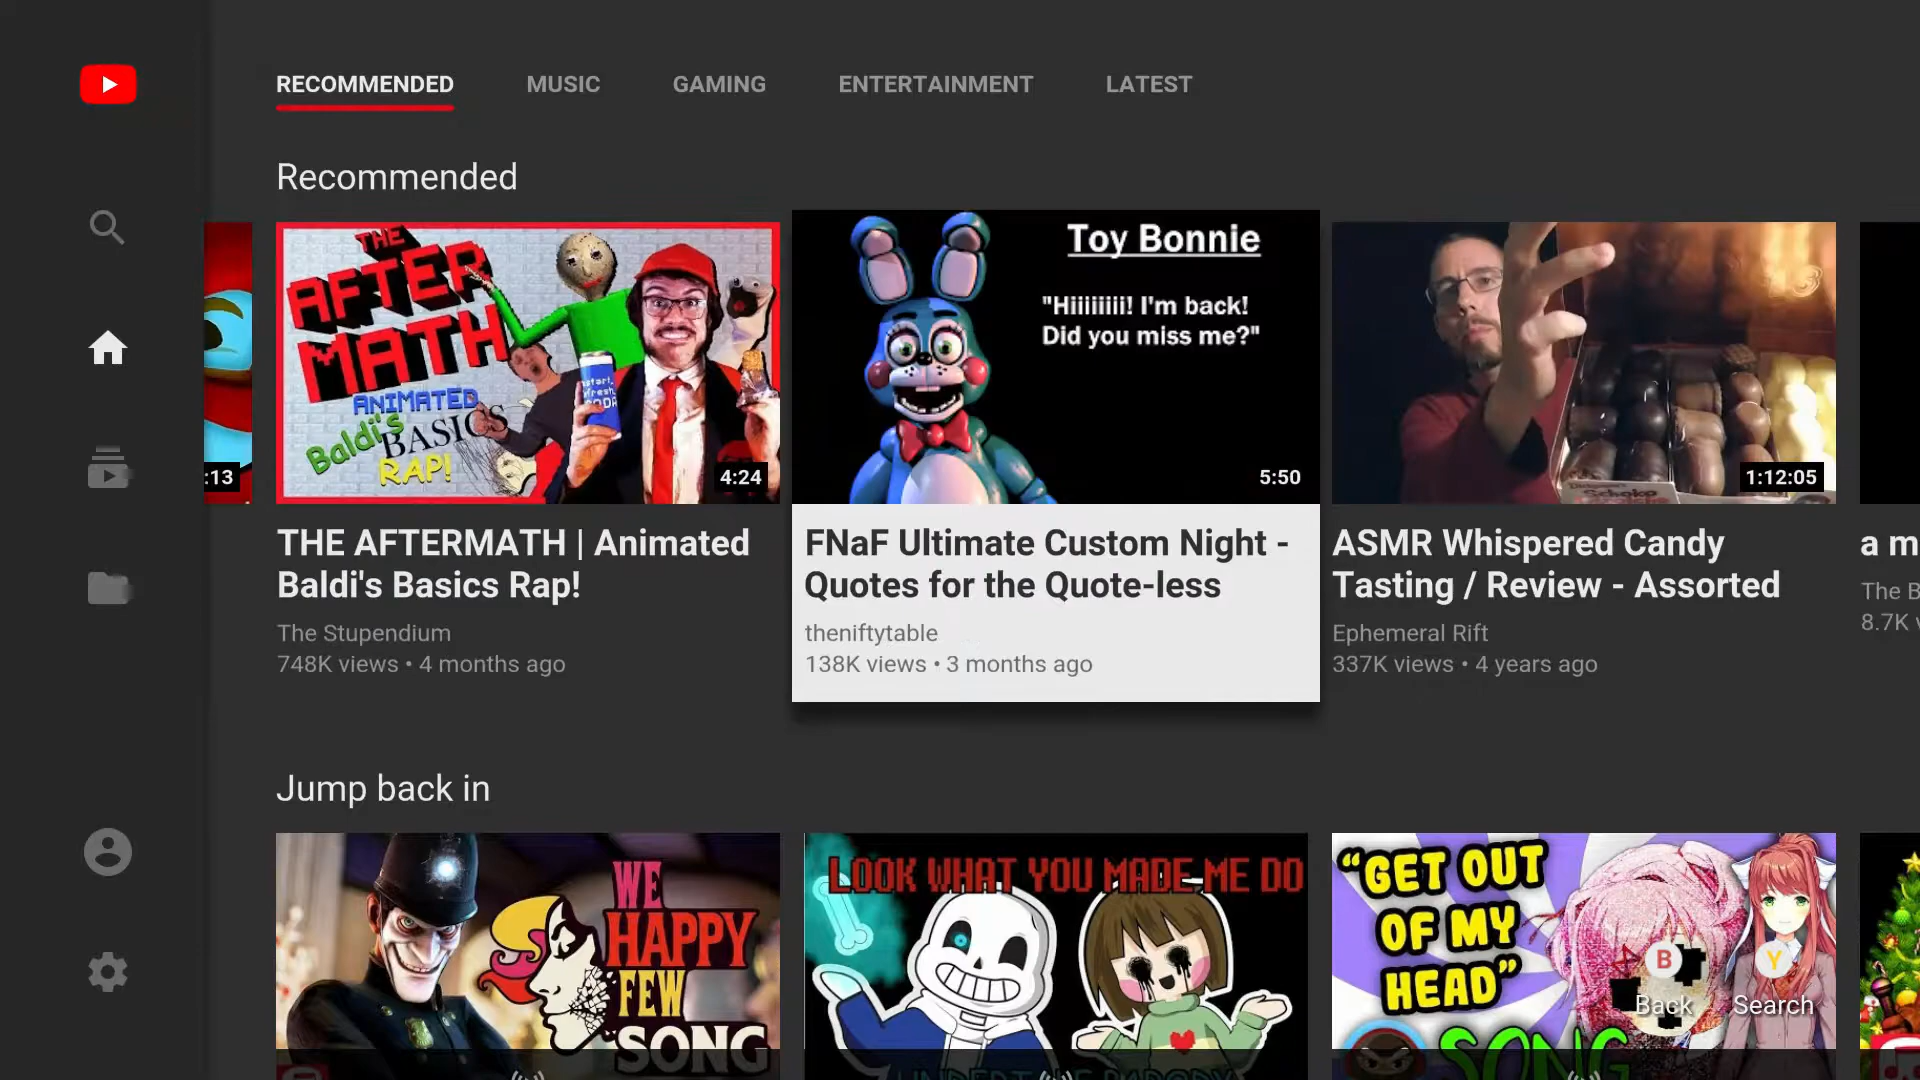 RECOMMENDED MUSIC GAMING ENTERTAINMENT LATEST
Recommended
:13
THE
AFTER
MATH
ANIMATED
Baldi's BASICS
RAP!
4:24
Toy Bonnie
"Hiiiiiiii! I'm back!
Did you miss me?"
5:50
1:12:05
THE AFTERMATH | Animated
Baldi's Basics Rap!
The Stupendium
748K views • 4 months ago
FNaF Ultimate Custom Night -
Quotes for the Quote-less
theniftytable
138K views • 3 months ago
ASMR Whispered Candy
Tasting / Review - Assorted
Ephemeral Rift
337K views • 4 years ago
a m
The B
8.7K
Jump back in
WE
HAPPY
FEW
SONG
LOOK WHAT YOU MADE ME DO
UNDERTALE PARODY
"GET OUT
OF MY
HEAD"
SONG
B
Back
Y
Search